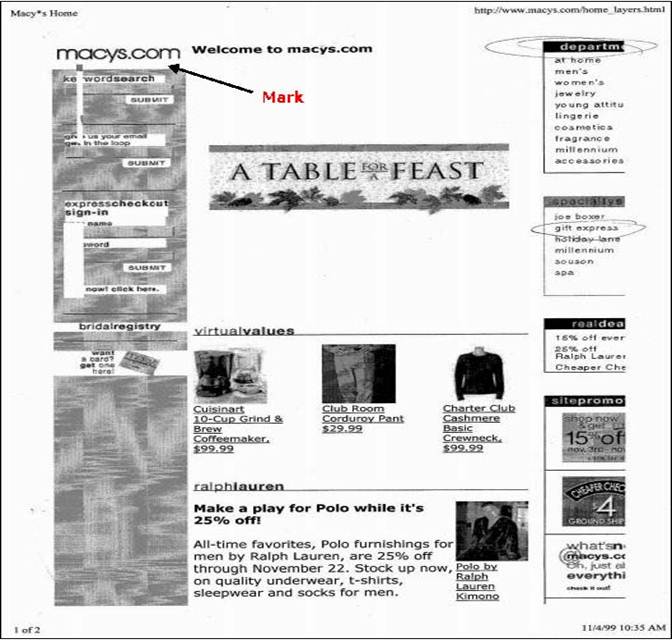 Macy*s Home
http://www.macys.com/home_layers.html
macys.com
Welcome to macys.com
Mark
keywordsearch
SUBMIT
us your email
in the loop
SUBMIT
expresscheckout
sign-in
name
sword
SUBMIT
now! click here.
bridalregistry
want
a card?
get one
here!
A TABLE FOR A FEAST
virtualvalues
Cuisinart
10-Cup Grind &
Brew
Coffeemaker,
$99.99
Club Room
Corduroy Pant
$29.99
Charter Club
Cashmere
Basic
Crewneck,
$99.99
ralphlauren
Make a play for Polo while it's
25% off!
All-time favorites, Polo furnishings for
men by Ralph Lauren, are 25% off
through November 22. Stock up now,
on quality underwear, t-shirts,
sleepwear and socks for men.
Polo by
Ralph
Lauren
Kimono
departm
at home
men's
women's
jewelry
young attitu
lingerie
cosmetics
fragrance
millennium
accessories
specialtys
joe boxer
gift express
holiday lane
millennium
souson
spa
realdea
15% off ever
25% off
Ralph Laurer
Cheaper Che
sitepromo
shop now
& get
15% off
nov. 3rd-nov
CHEAPER CHEC
4
GROUND SHIP
what'sn
macys.co
Oh, just al
everythi
check it out!
1 of 2
11/4/99 10:35 AM